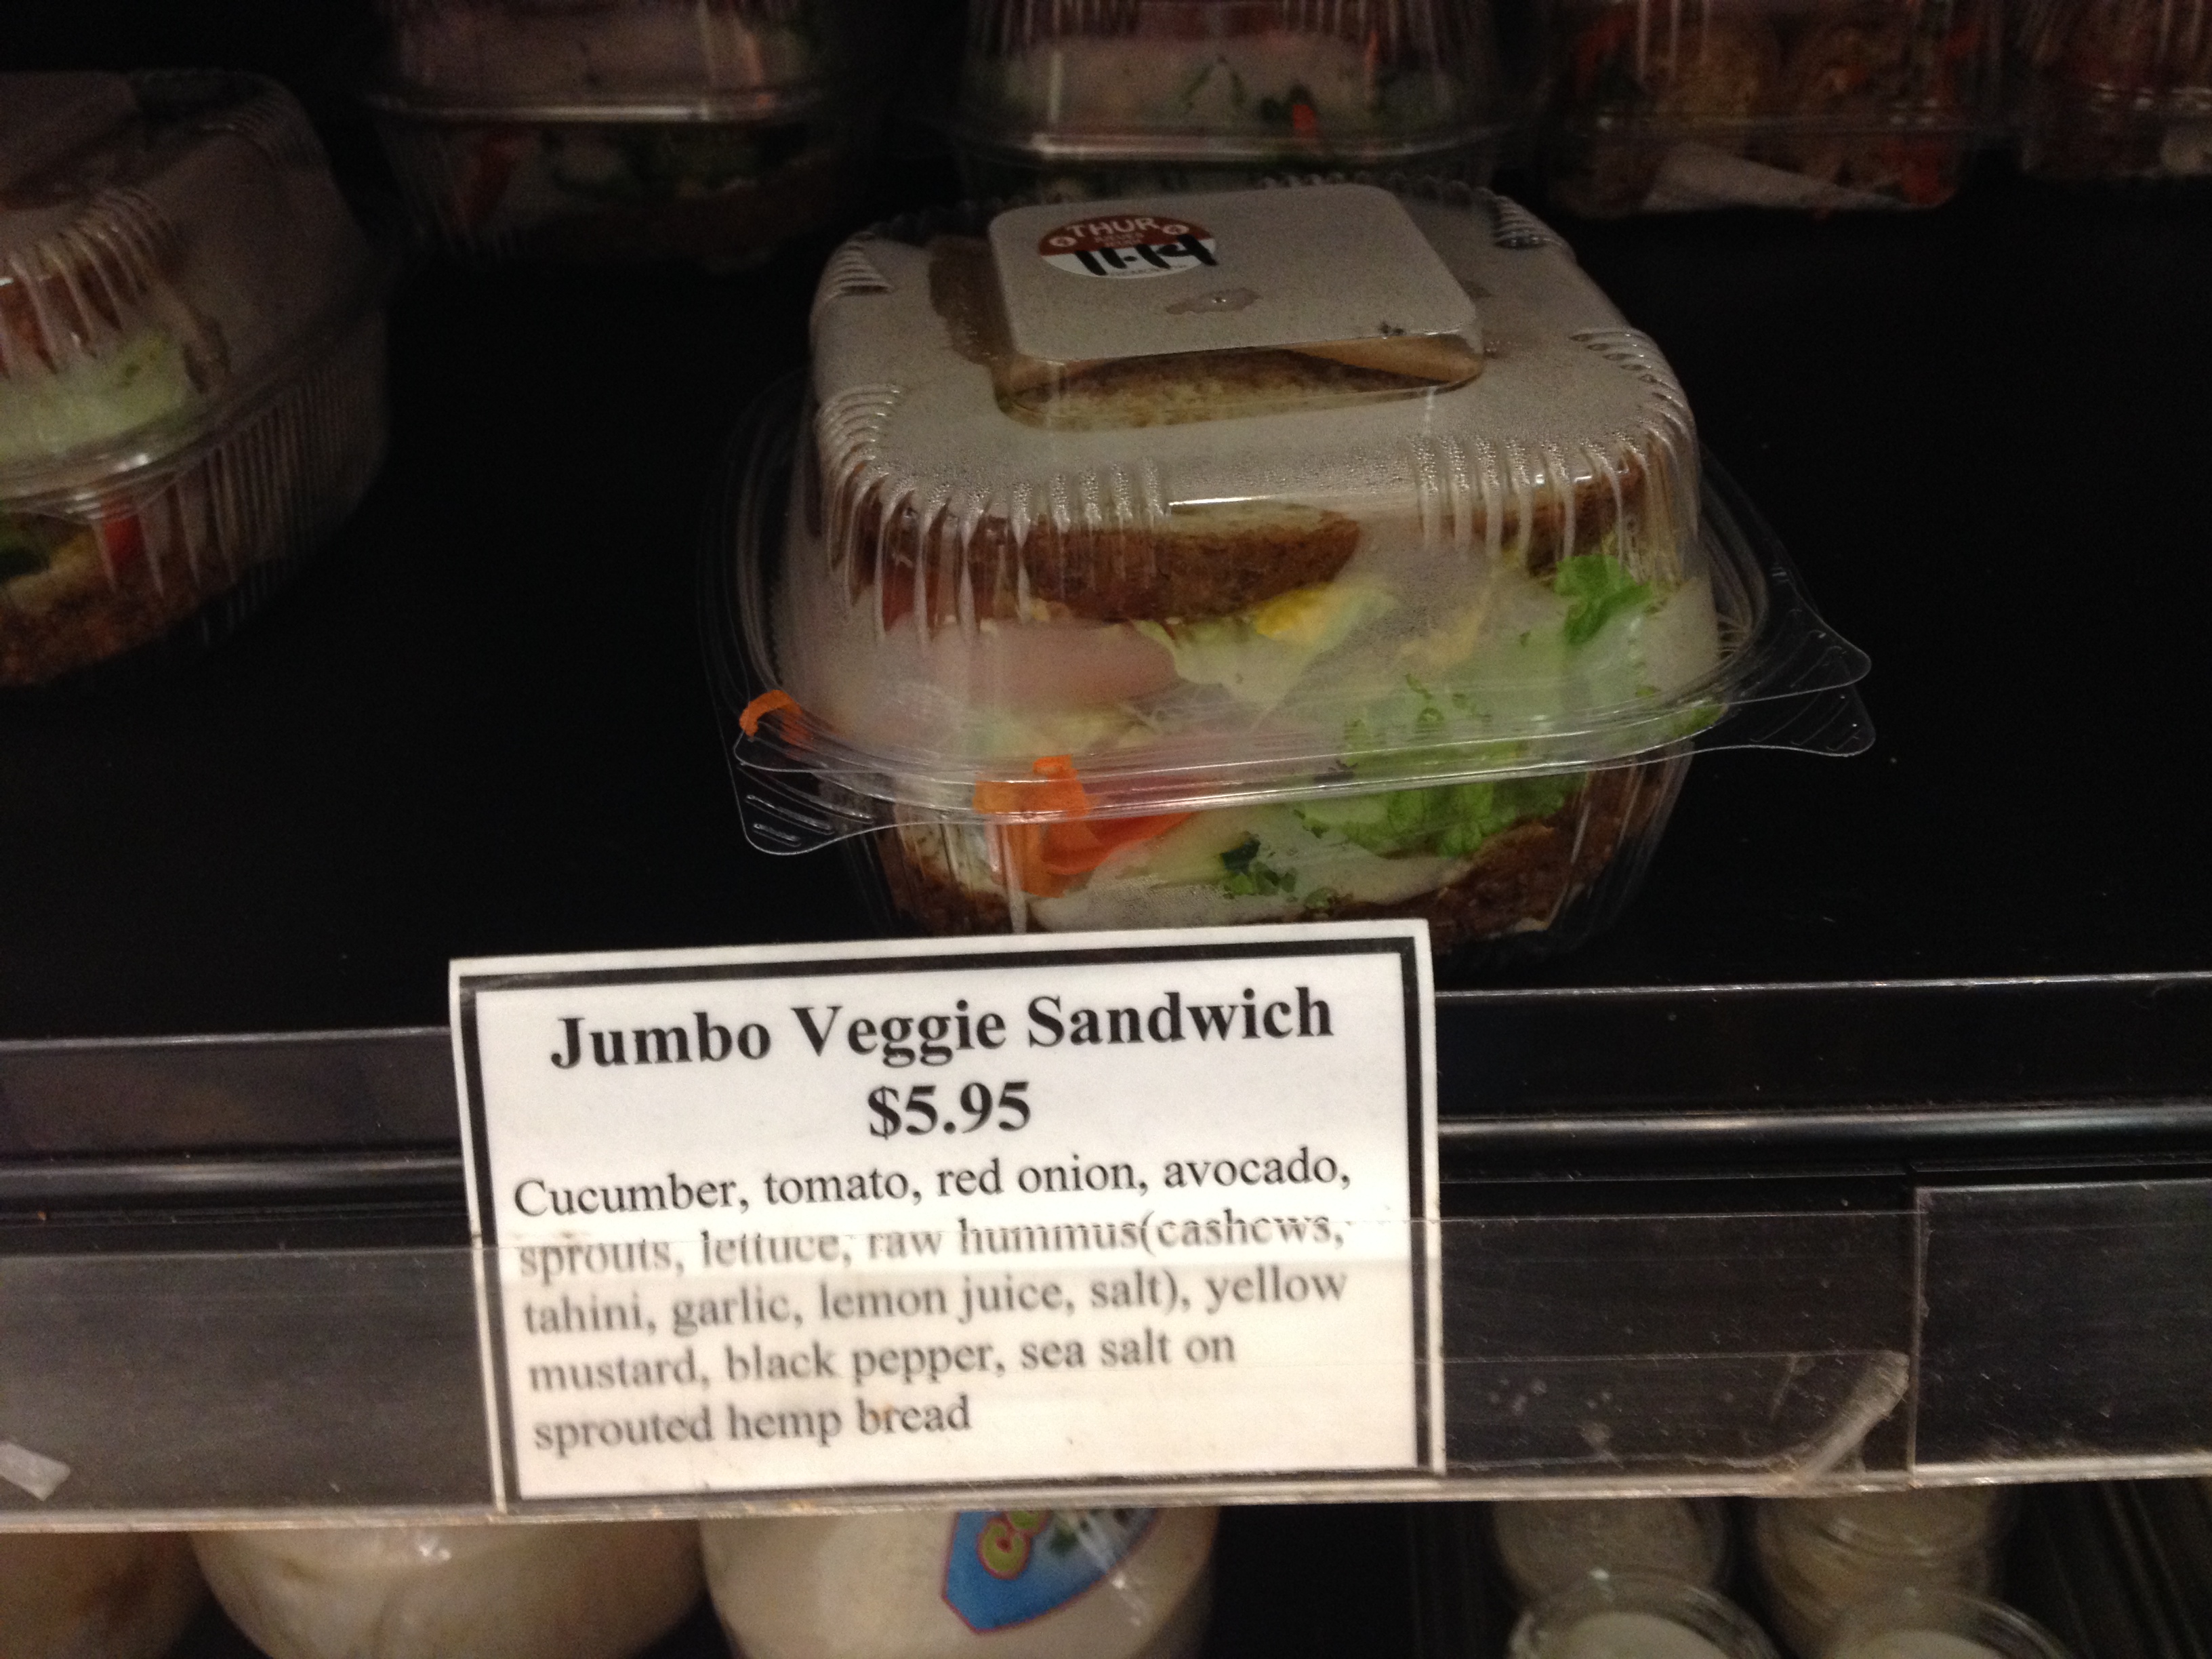 THUR
11.14
Jumbo Veggie Sandwich
$5.95
Cucumber, tomato, red onion, avocado,
sprouts, lettuce, raw hummus(cashews,
tahini, garlic, lemon juice, salt), yellow
mustard, black pepper, sea salt on
sprouted hemp bread